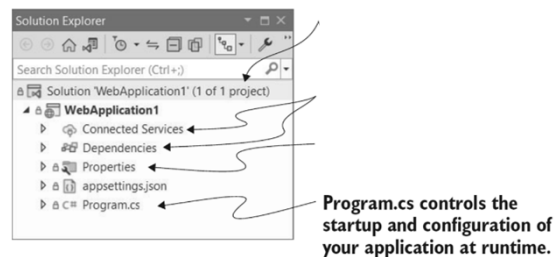 Solution Explorer
Search Solution Explorer (Ctrl+;)
Solution 'WebApplication1' (1 of 1 project)
WebApplication1
Connected Services
Dependencies
Properties
appsettings.json
C# Program.cs
Program.cs controls the
startup and configuration of
your application at runtime.